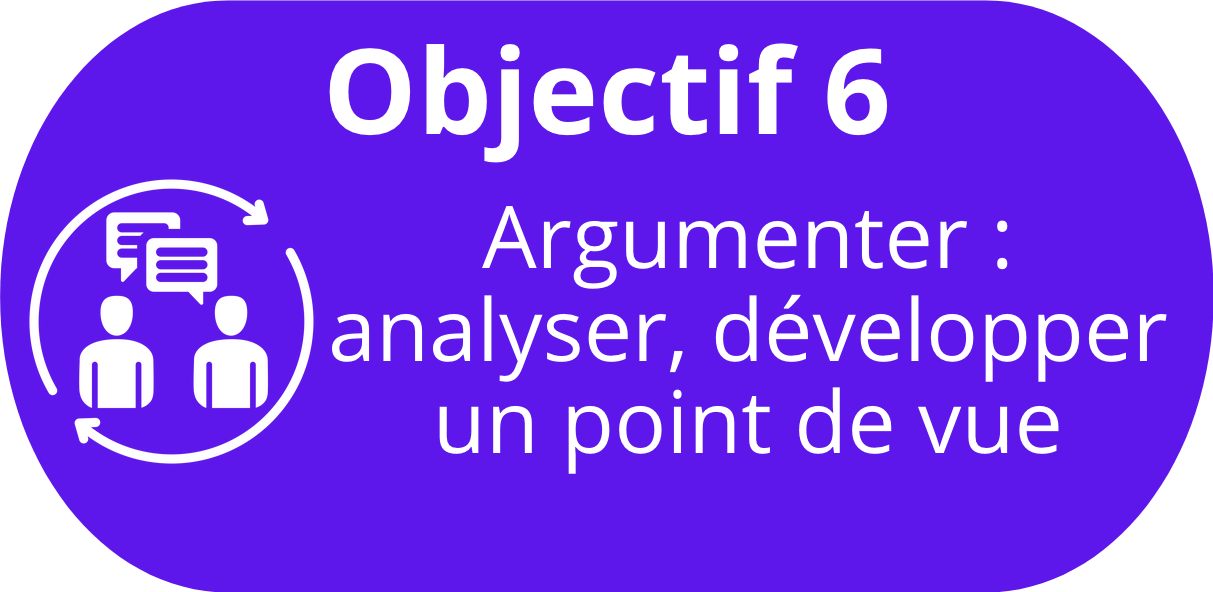 Objectif 6
Argumenter :
analyser, développer
un point de vue